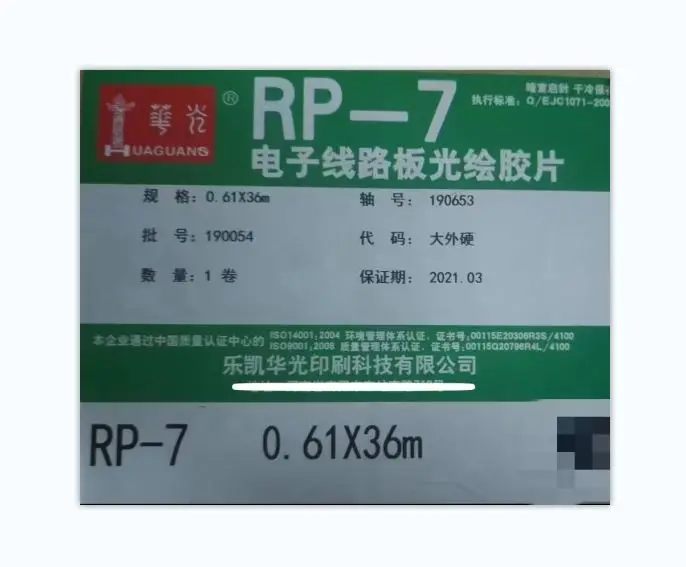 華光
HUAGUANG
®
RP-7
暗室启封 干冷保存
执行标准: Q/EJC1071-200
电子线路板光绘胶片
规 格: 0.61X36m
轴 号: 190653
批 号: 190054
代 码: 大外硬
数 量: 1 卷
保证期: 2021.03
本企业通过中国质量认证中心的
ISO14001:2004 环境管理体系认证. 证书号:00115E20306R3S/4100
ISO9001:2008 质量管理体系认证. 证书号:00115Q20796R4L/4100
乐凯华光印刷科技有限公司
RP-7 0.61X36m